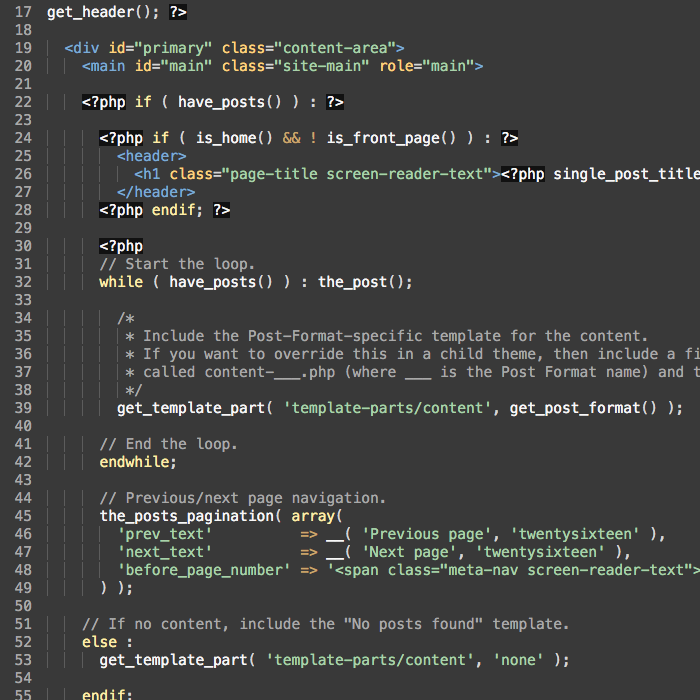 17 get_header(); ?>
18
19 <div id="primary" class="content-area">
20 <main id="main" class="site-main" role="main">
21
22 <?php if ( have_posts() ) : ?>
23
24 <?php if ( is_home() && ! is_front_page() ) : ?>
25 <header>
26 <h1 class="page-title screen-reader-text"><?php single_post_title
27 </header>
28 <?php endif; ?>
29
30 <?php
31 // Start the loop.
32 while ( have_posts() ) : the_post();
33
34 /*
35 * Include the Post-Format-specific template for the content.
36 * If you want to override this in a child theme, then include a fi
37 * called content-___.php (where ___ is the Post Format name) and t
38 */
39 get_template_part( 'template-parts/content', get_post_format() );
40
41 // End the loop.
42 endwhile;
43
44 // Previous/next page navigation.
45 the_posts_pagination( array(
46 'prev_text' => __( 'Previous page', 'twentysixteen' ),
47 'next_text' => __( 'Next page', 'twentysixteen' ),
48 'before_page_number' => '<span class="meta-nav screen-reader-text">
49 ) );
50
51 // If no content, include the "No posts found" template.
52 else :
53 get_template_part( 'template-parts/content', 'none' );
54
55 endif;